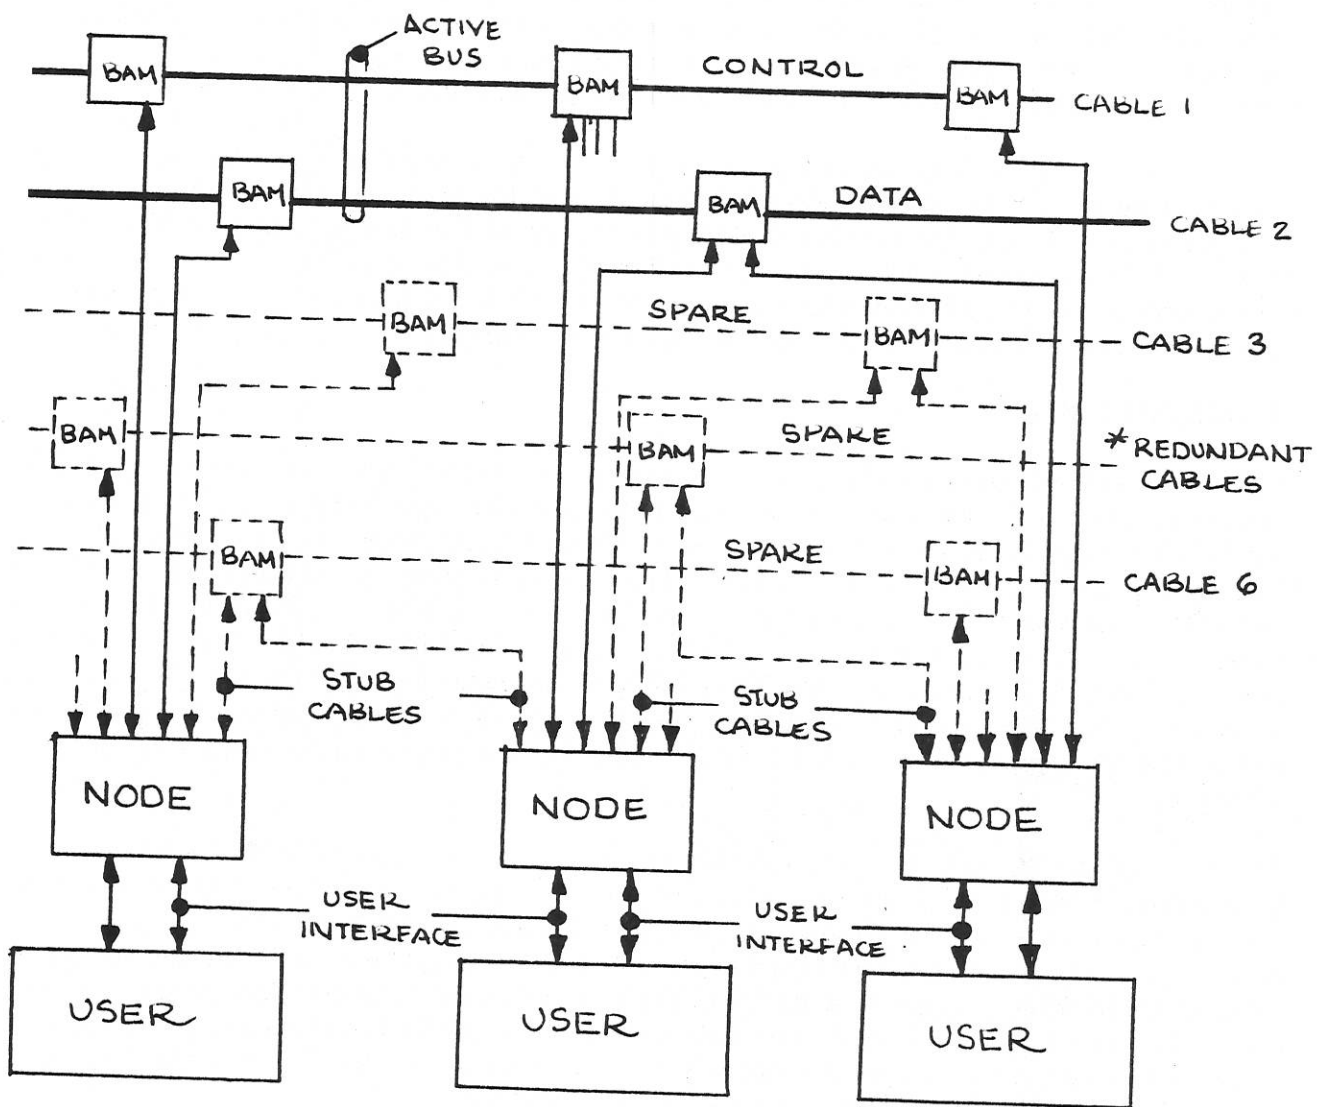 ACTIVE
BUS
BAM
BAM
CONTROL
BAM
CABLE 1
BAM
BAM
DATA
CABLE 2
BAM
SPARE
BAM
CABLE 3
BAM
BAM
SPARE
* REDUNDANT
CABLES
BAM
SPARE
BAM
CABLE 6
STUB
CABLES
STUB
CABLES
NODE
NODE
NODE
USER
INTERFACE
USER
INTERFACE
USER
USER
USER